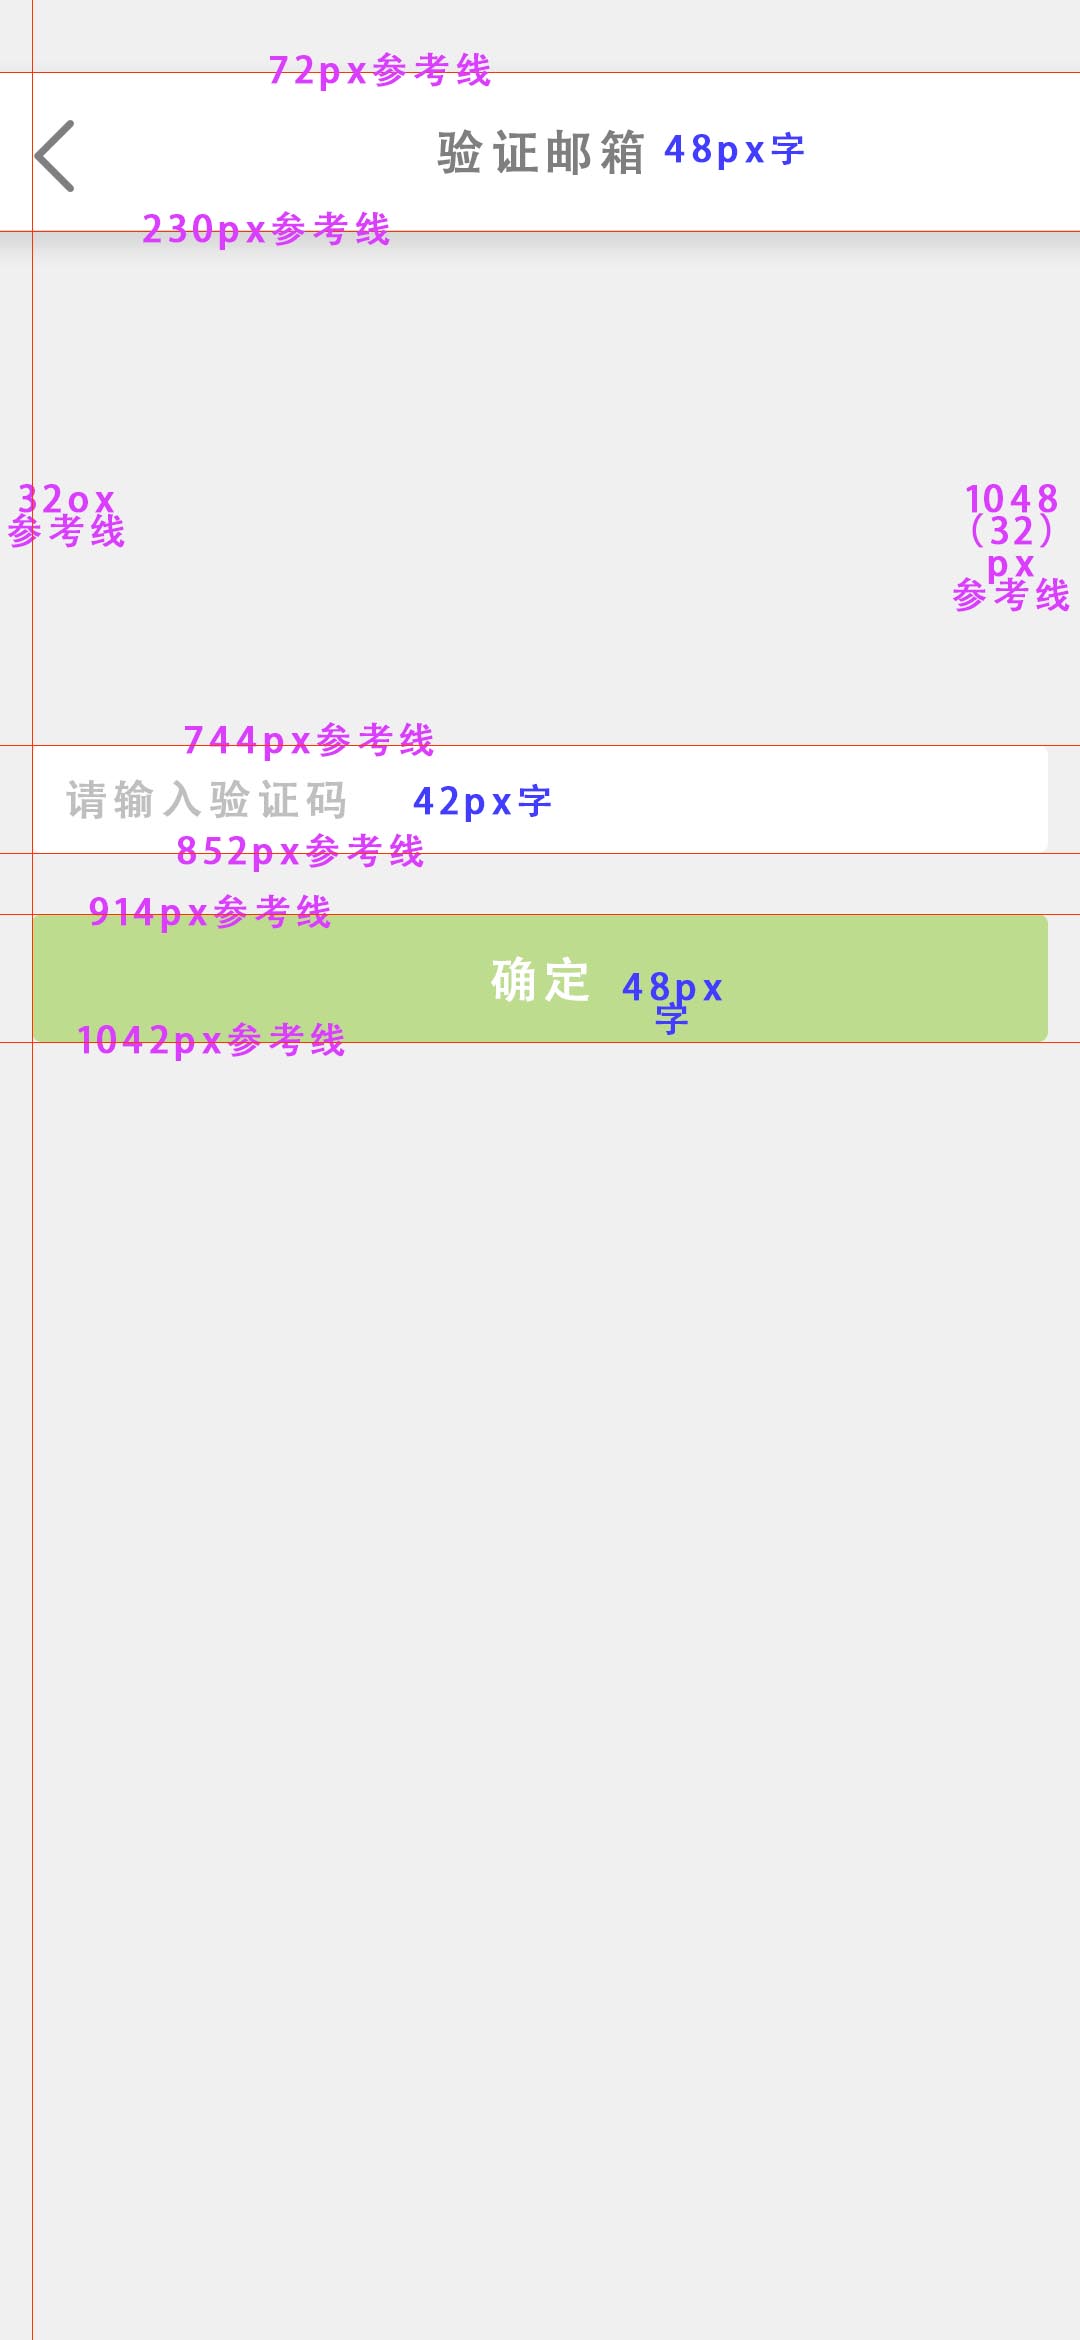 72px参考线
验证邮箱 48px字
230px参考线
32ox
参考线
1048
（32）
px
参考线
744px参考线
请输入验证码 42px字
852px参考线
914px参考线
确定 48px
字
1042px参考线